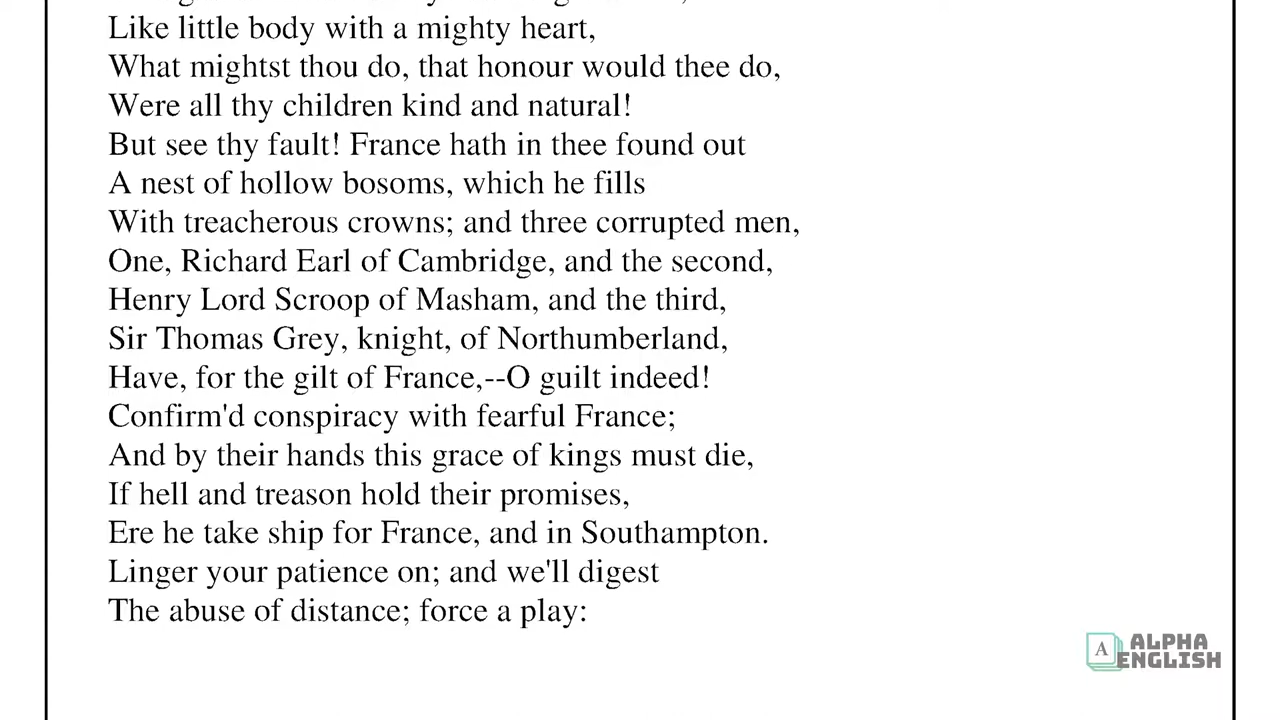 Like little body with a mighty heart,
What mightst thou do, that honour would thee do,
Were all thy children kind and natural!
But see thy fault! France hath in thee found out
A nest of hollow bosoms, which he fills
With treacherous crowns; and three corrupted men,
One, Richard Earl of Cambridge, and the second,
Henry Lord Scroop of Masham, and the third,
Sir Thomas Grey, knight, of Northumberland,
Have, for the gilt of France,--O guilt indeed!
Confirm'd conspiracy with fearful France;
And by their hands this grace of kings must die,
If hell and treason hold their promises,
Ere he take ship for France, and in Southampton.
Linger your patience on; and we'll digest
The abuse of distance; force a play:
A ALPHA
ENGLISH